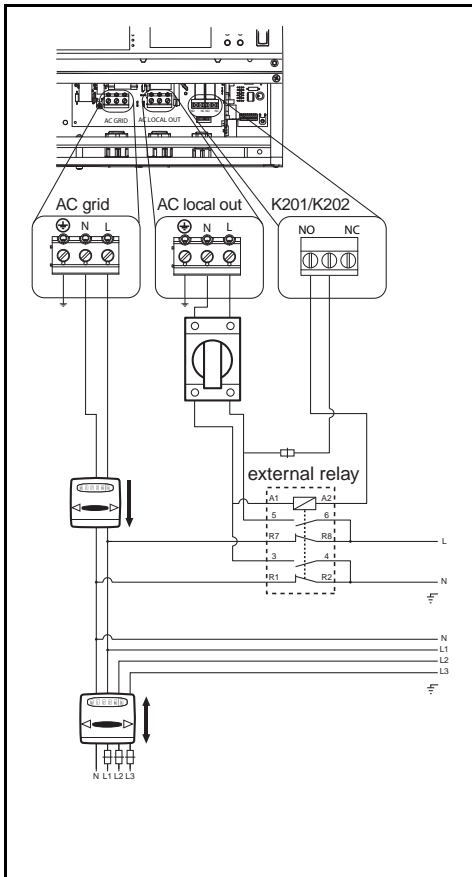 AC GRID AC LOCAL OUT
AC grid AC local out K201/K202
N L N L NO NC
external relay
A1 A2
5 6
R7 R8 L
3 4
R1 R2 N
N
L1
L2
L3
N L1 L2 L3